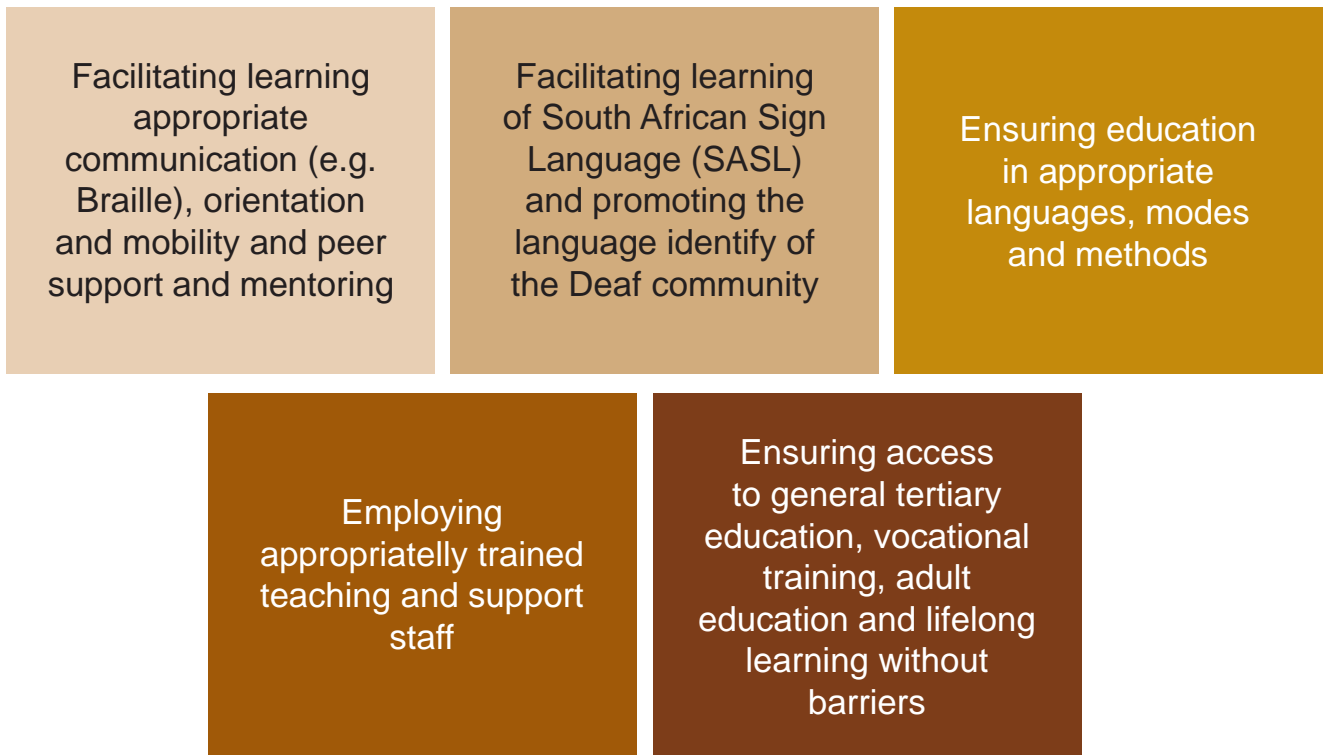 Facilitating learning
appropriate
communication (e.g.
Braille), orientation
and mobility and peer
support and mentoring
Facilitating learning
of South African Sign
Language (SASL)
and promoting the
language identify of
the Deaf community
Ensuring education
in appropriate
languages, modes
and methods
Employing
appropriatelly trained
teaching and support
staff
Ensuring access
to general tertiary
education, vocational
training, adult
education and lifelong
learning without
barriers